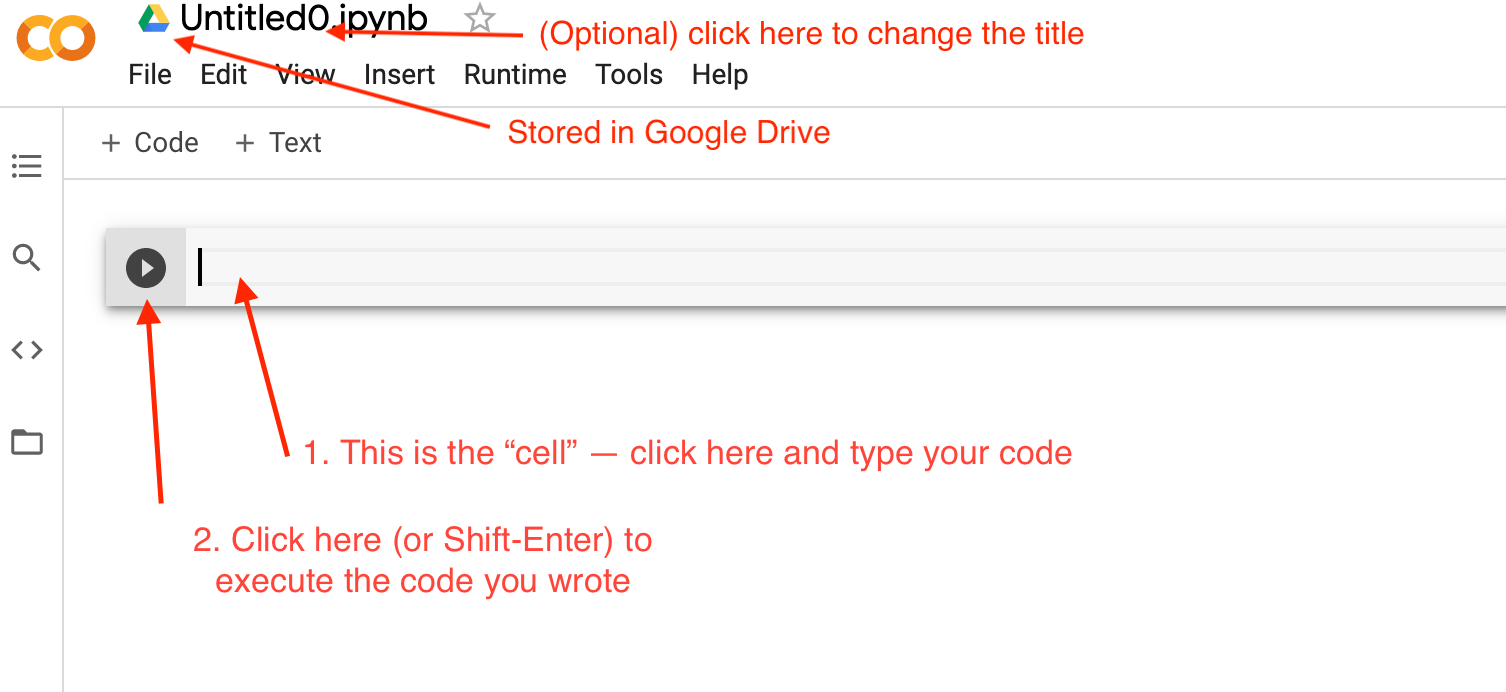 CO
Untitled0.ipynb
(Optional) click here to change the title
File Edit View Insert Runtime Tools Help
+ Code + Text
Stored in Google Drive
1. This is the “cell” — click here and type your code
2. Click here (or Shift-Enter) to
execute the code you wrote